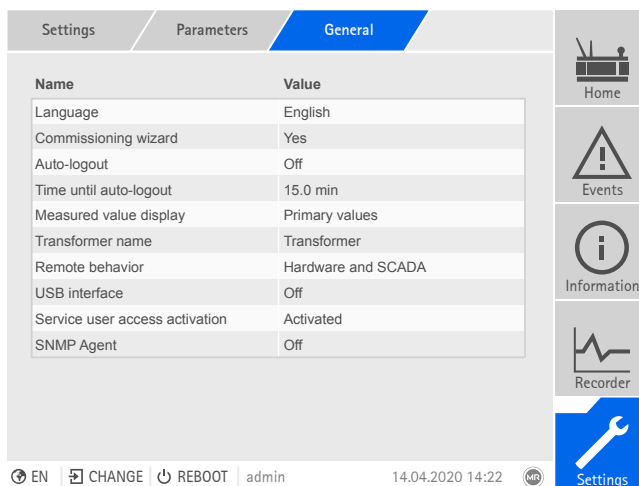 Settings Parameters General
Name Value
Language English
Commissioning wizard Yes
Auto-logout Off
Time until auto-logout 15.0 min
Measured value display Primary values
Transformer name Transformer
Remote behavior Hardware and SCADA
USB interface Off
Service user access activation Activated
SNMP Agent Off
Home
Events
Information
Recorder
Settings
EN CHANGE REBOOT admin 14.04.2020 14:22 MR